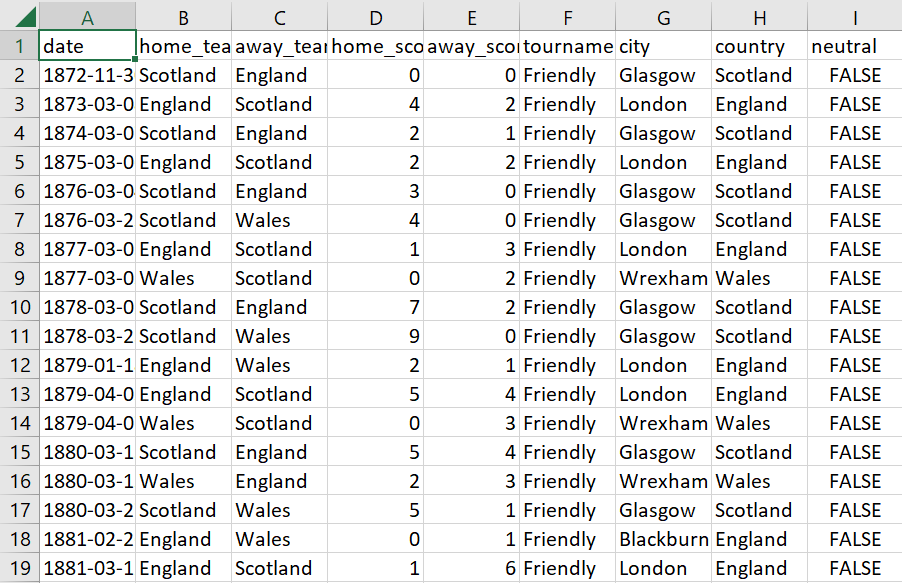 A B C D E F G H I
1 date home_tea away_tear home_sco away_scor tourname city country neutral
2 1872-11-3 Scotland England 0 0 Friendly Glasgow Scotland FALSE
3 1873-03-0 England Scotland 4 2 Friendly London England FALSE
4 1874-03-0 Scotland England 2 1 Friendly Glasgow Scotland FALSE
5 1875-03-0 England Scotland 2 2 Friendly London England FALSE
6 1876-03-0 Scotland England 3 0 Friendly Glasgow Scotland FALSE
7 1876-03-2 Scotland Wales 4 0 Friendly Glasgow Scotland FALSE
8 1877-03-0 England Scotland 1 3 Friendly London England FALSE
9 1877-03-0 Wales Scotland 0 2 Friendly Wrexham Wales FALSE
10 1878-03-0 Scotland England 7 2 Friendly Glasgow Scotland FALSE
11 1878-03-2 Scotland Wales 9 0 Friendly Glasgow Scotland FALSE
12 1879-01-1 England Wales 2 1 Friendly London England FALSE
13 1879-04-0 England Scotland 5 4 Friendly London England FALSE
14 1879-04-0 Wales Scotland 0 3 Friendly Wrexham Wales FALSE
15 1880-03-1 Scotland England 5 4 Friendly Glasgow Scotland FALSE
16 1880-03-1 Wales England 2 3 Friendly Wrexham Wales FALSE
17 1880-03-2 Scotland Wales 5 1 Friendly Glasgow Scotland FALSE
18 1881-02-2 England Wales 0 1 Friendly Blackburn England FALSE
19 1881-03-1 England Scotland 1 6 Friendly London England FALSE